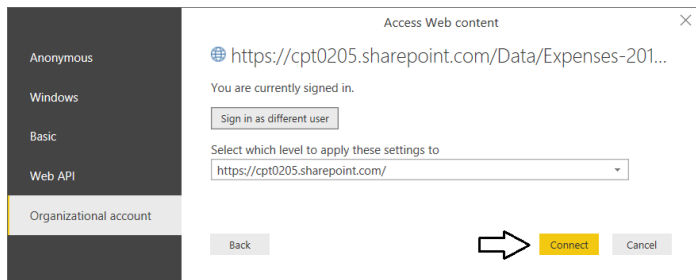 Access Web content
Anonymous
Windows
Basic
Web API
Organizational account
https://cpt0205.sharepoint.com/Data/Expenses-201...
You are currently signed in.
Sign in as different user
Select which level to apply these settings to
https://cpt0205.sharepoint.com/
Back
Connect
Cancel